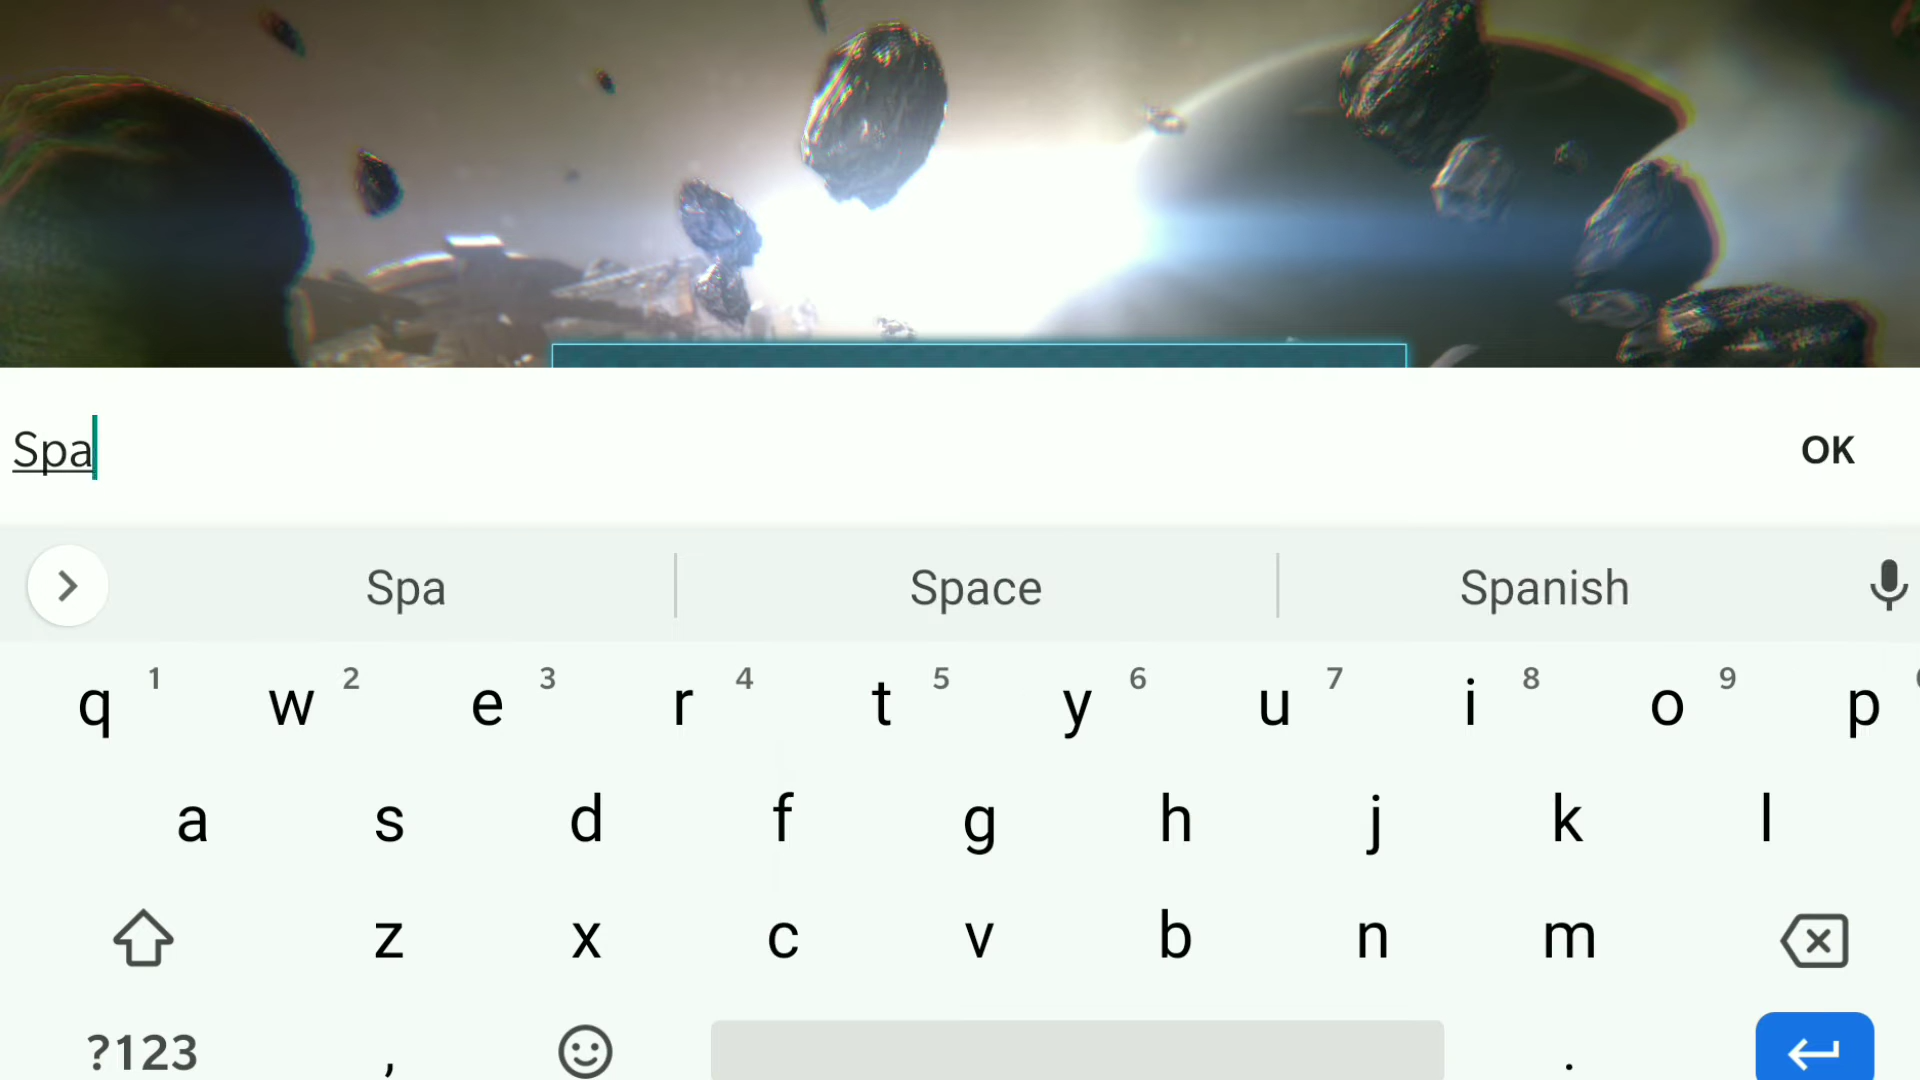 Spa
OK
Spa Space Spanish
q 1 w 2 e 3 r 4 t 5 y 6 u 7 i 8 o 9 p
a s d f g h j k l
z x c v b n m
?123 , .